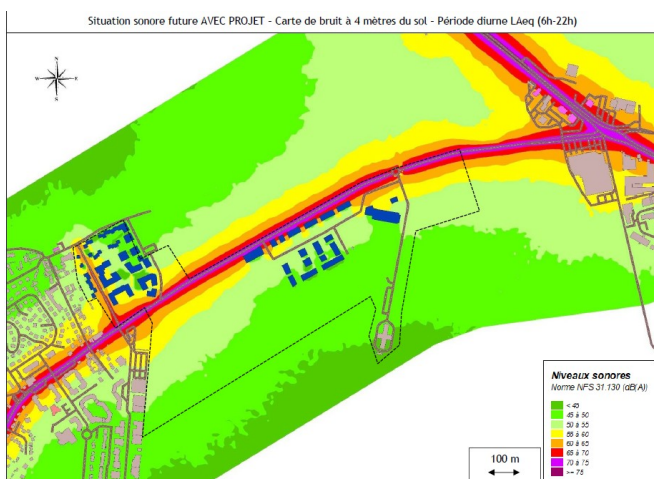 Situation sonore future AVEC PROJET - Carte de bruit à 4 mètres du sol - Période diurne LAeq (6h-22h)
N
W E
S
Niveaux sonores
Norme NFS 31.130 (dB(A))
< 45
45 à 50
50 à 55
55 à 60
60 à 65
65 à 70
70 à 75
>= 75
100 m